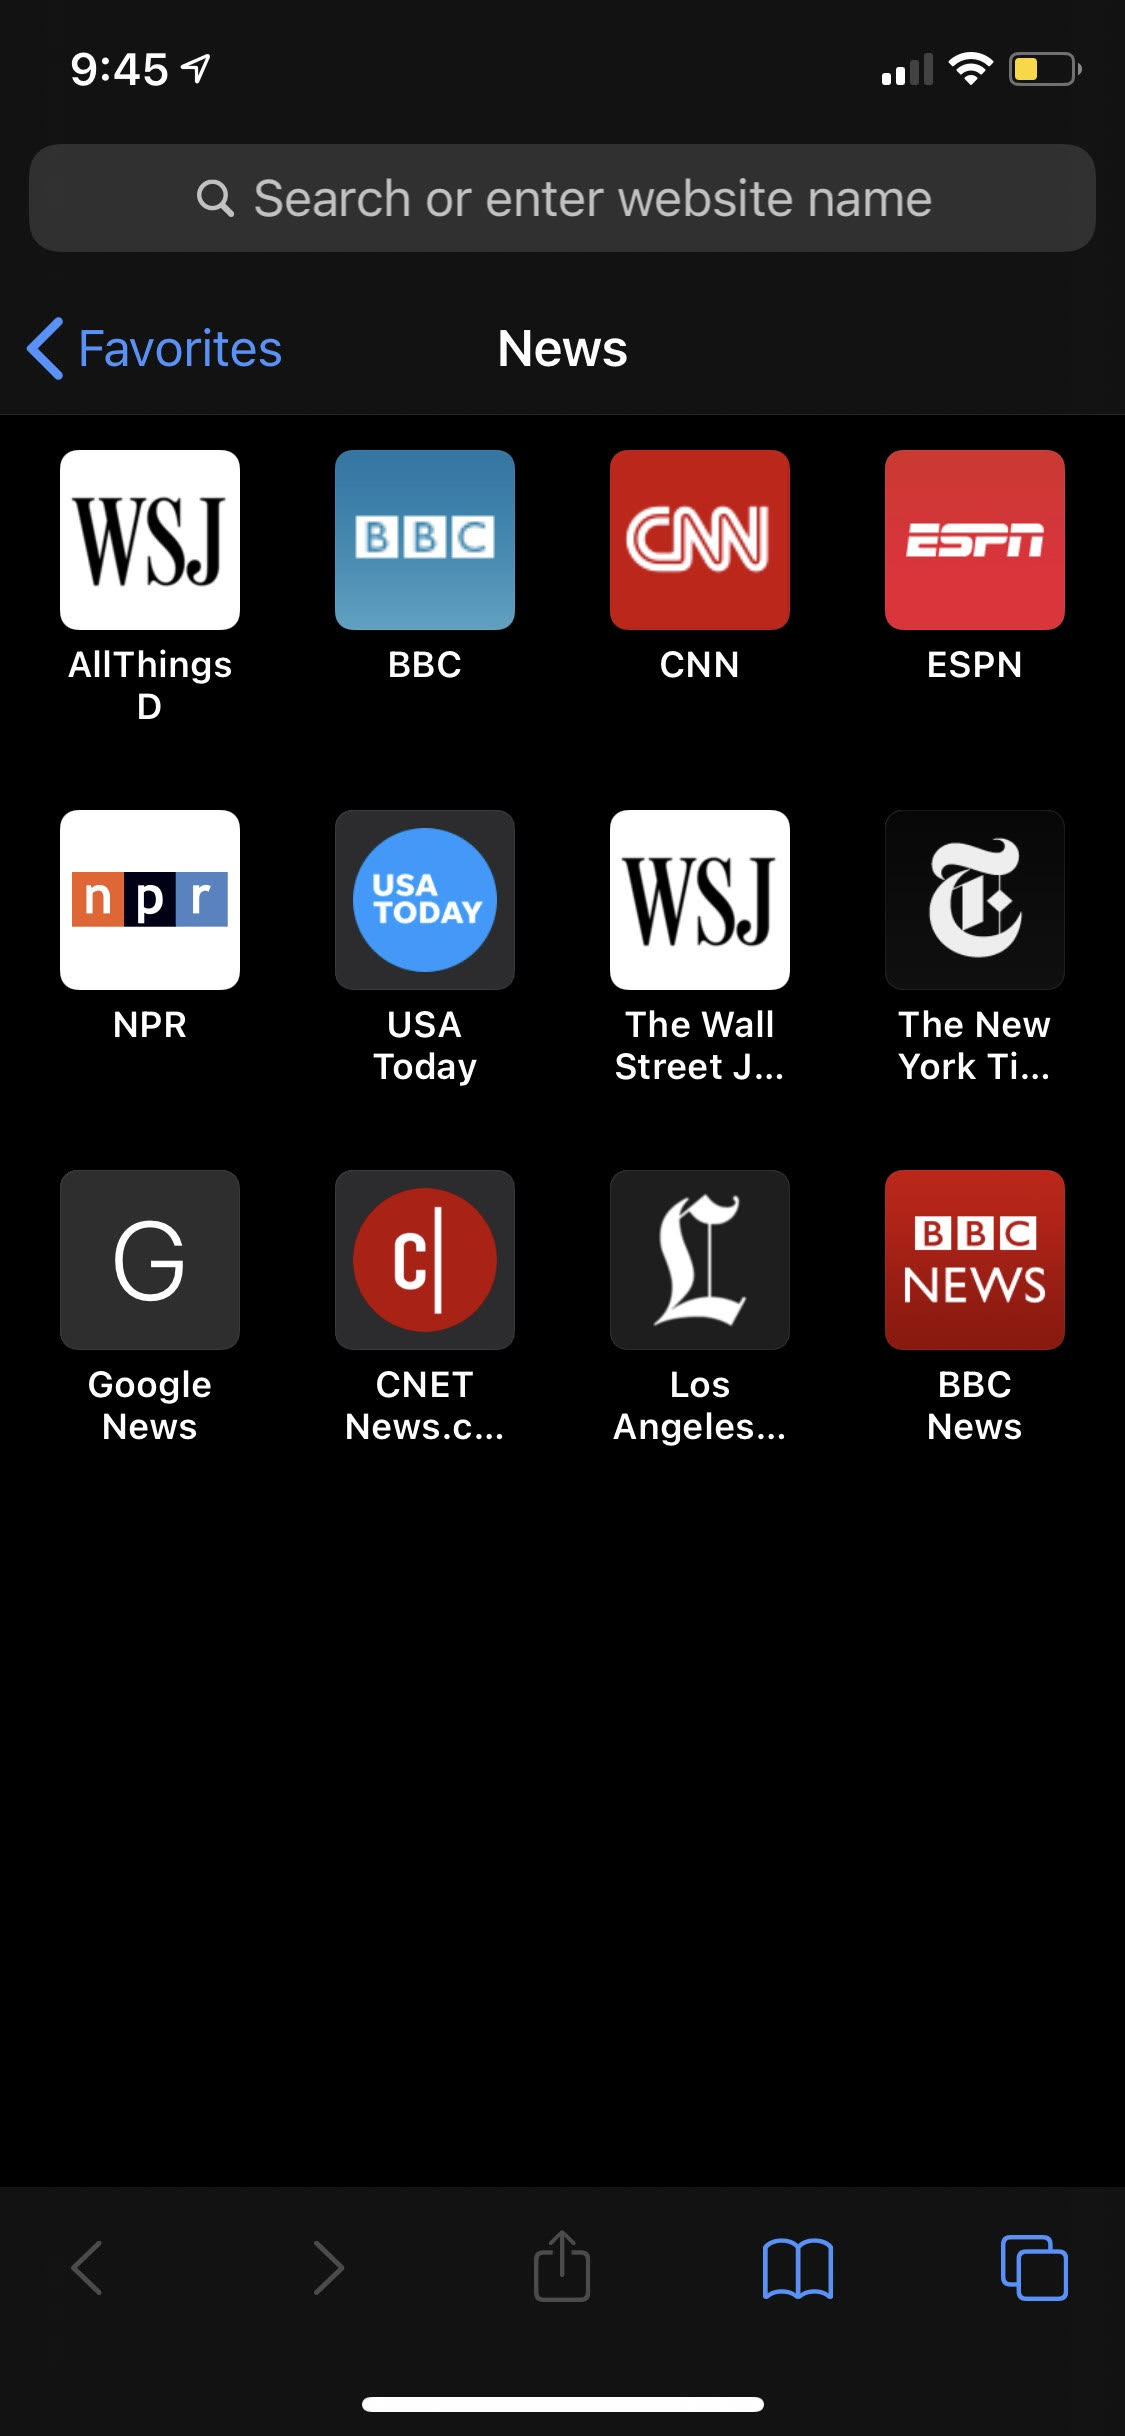 9:45
Search or enter website name
Favorites
News
WSJ
BBC
CNN
ESPN
AllThings
D
BBC
CNN
ESPN
npr
USA
TODAY
WSJ
T
NPR
USA
Today
The Wall
Street J...
The New
York Ti...
G
c|
L
BBC
NEWS
Google
News
CNET
News.c...
Los
Angeles...
BBC
News